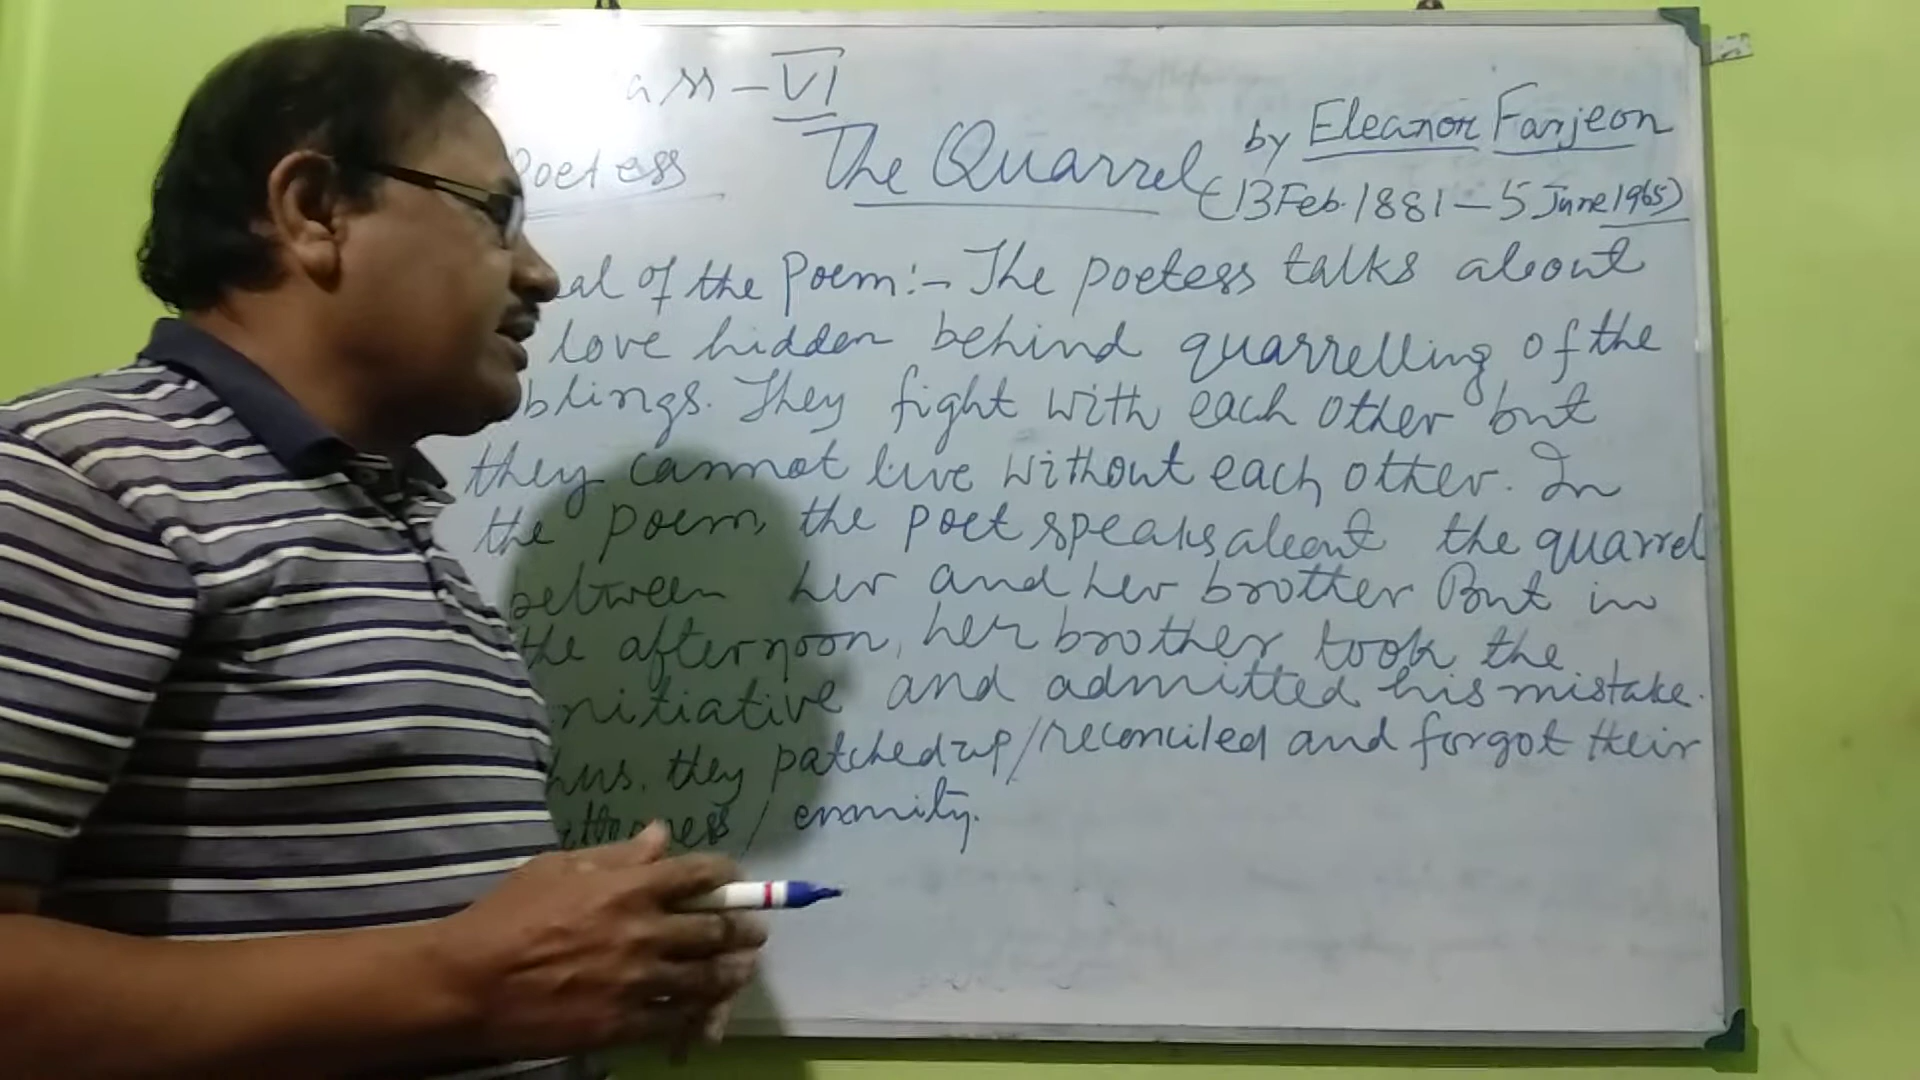 ass - VI
The Quarrel by Eleanor Farjeon
Poetess (13 Feb. 1881 - 5 June 1965)
eal of the Poem :- The poetess talks about
love hidden behind quarrelling of the
blings. They fight with each other but
they cannot live without each other. In
the poem, the poet speaks about the quarrel
between her and her brother But in
the afternoon, her brother took the
nitiative and admitted his mistake.
hus, they patched up/reconciled and forgot their
itterness / enmity.